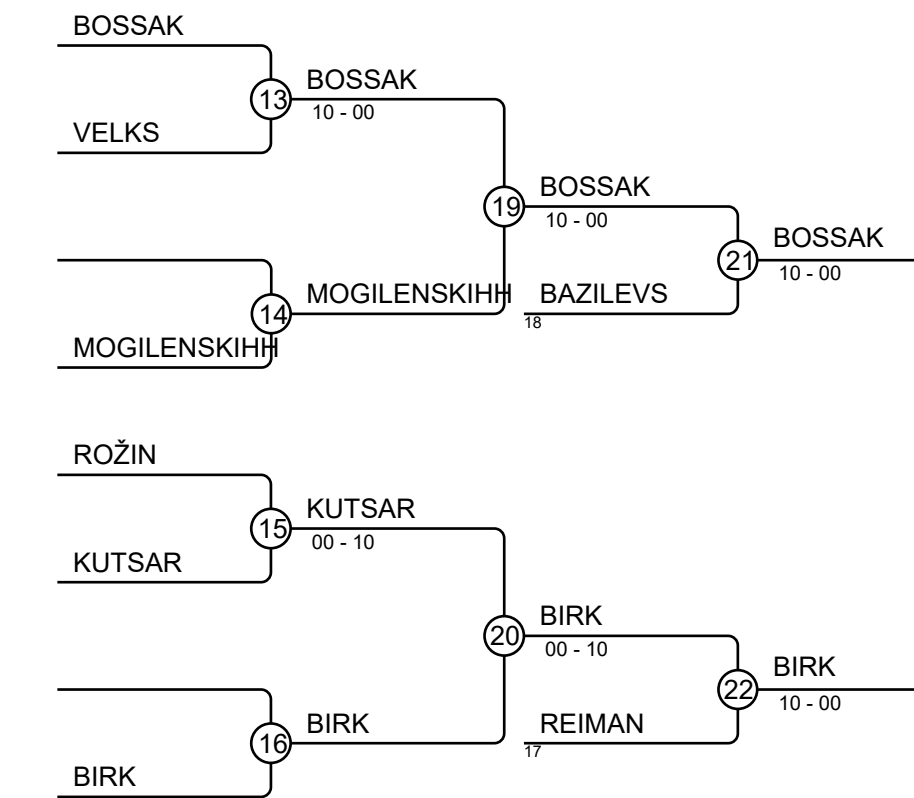 BOSSAK
13
BOSSAK
10 - 00
VELKS
19
BOSSAK
10 - 00
21
BOSSAK
10 - 00
14
MOGILENSKIHH
BAZILEVS
18
MOGILENSKIHH
ROŽIN
15
KUTSAR
00 - 10
KUTSAR
20
BIRK
00 - 10
22
BIRK
10 - 00
16
BIRK
REIMAN
17
BIRK